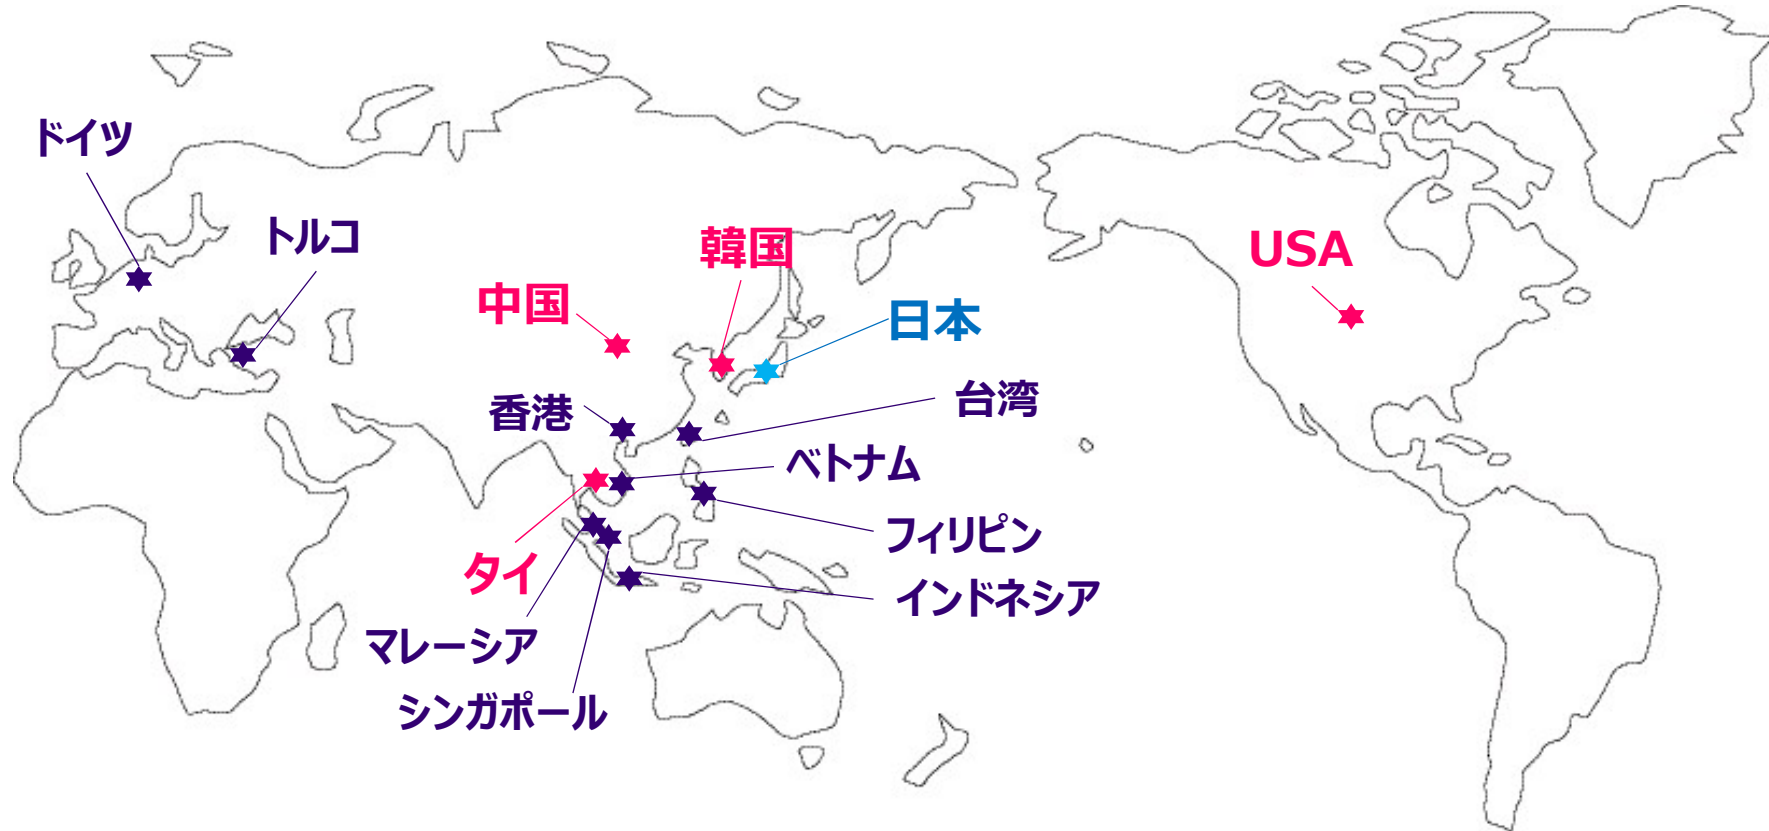 ドイツ
トルコ
韓国
USA
中国
日本
香港
台湾
ベトナム
フィリピン
タイ
インドネシア
マレーシア
シンガポール